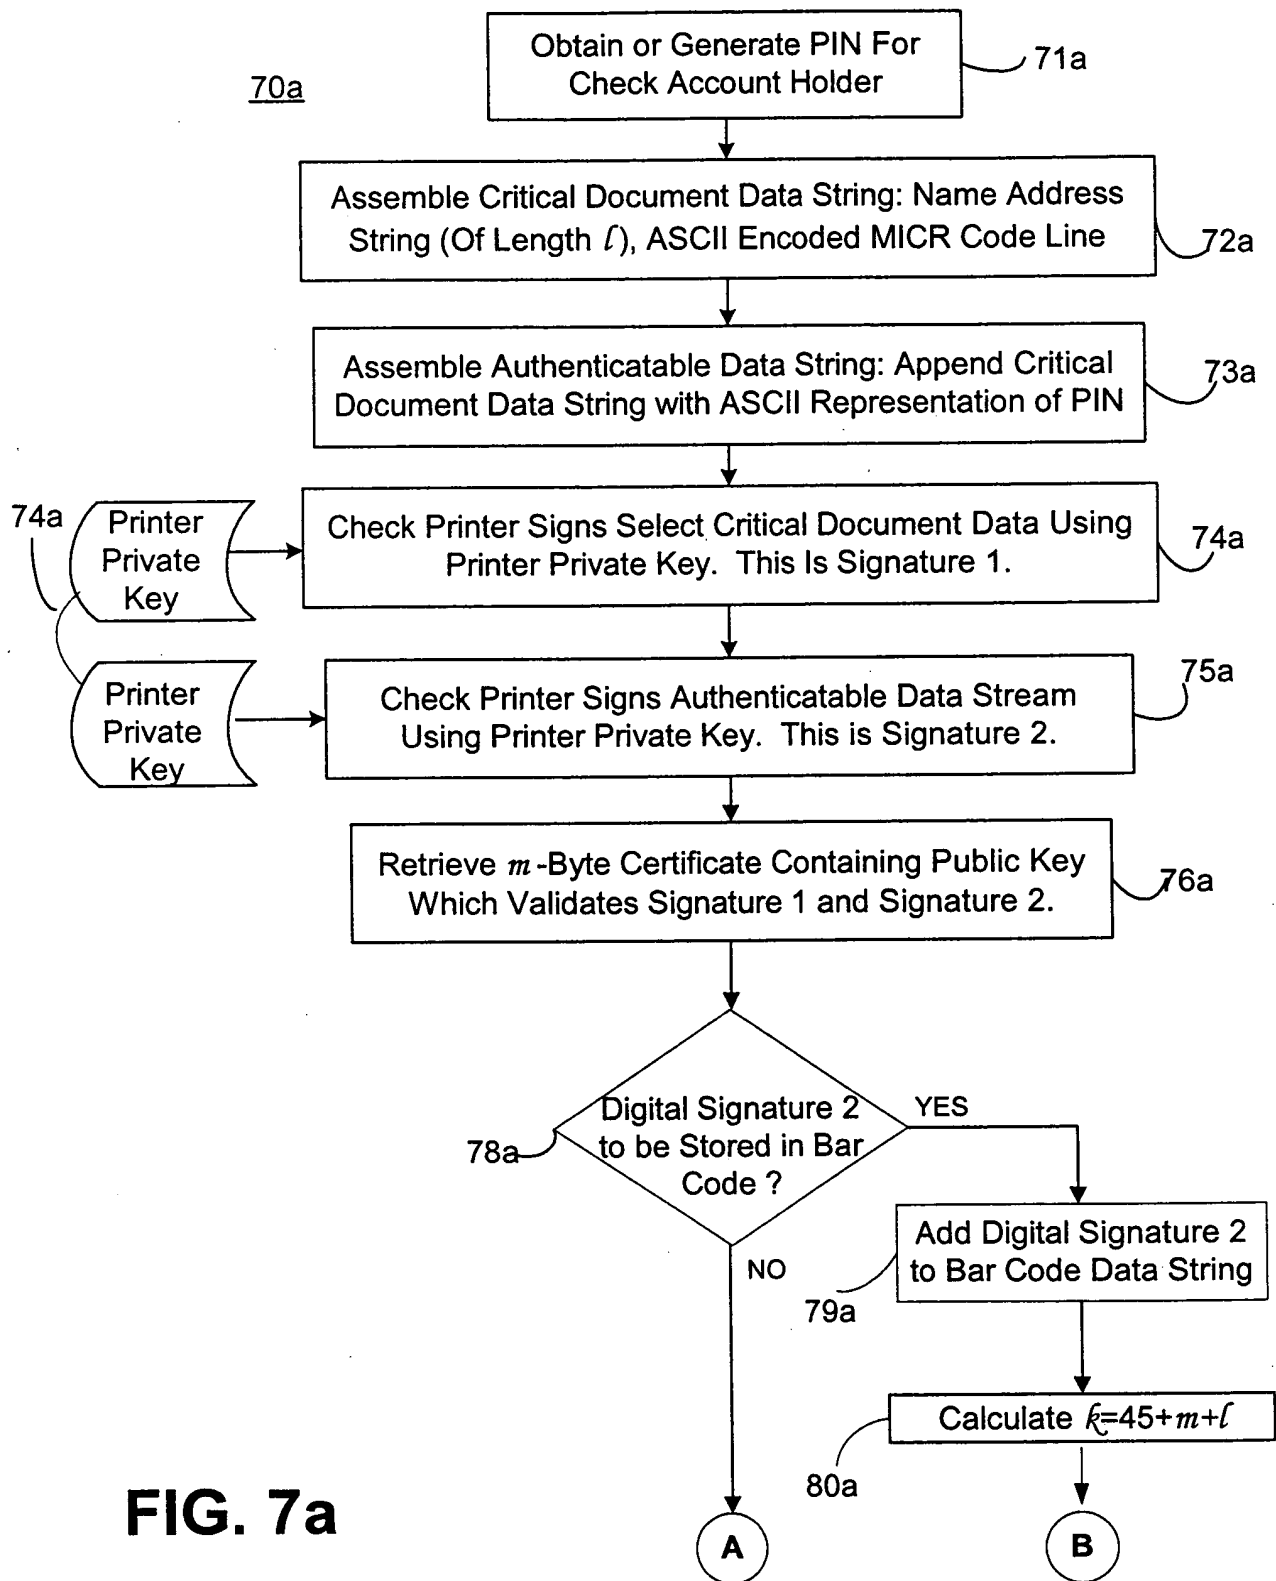 Obtain or Generate PIN For
Check Account Holder
71a
70a
Assemble Critical Document Data String: Name Address
String (Of Length l), ASCII Encoded MICR Code Line
72a
Assemble Authenticatable Data String: Append Critical
Document Data String with ASCII Representation of PIN
73a
74a
Printer
Private
Key
Check Printer Signs Select Critical Document Data Using
Printer Private Key. This Is Signature 1.
74a
Printer
Private
Key
Check Printer Signs Authenticatable Data Stream
Using Printer Private Key. This is Signature 2.
75a
Retrieve m-Byte Certificate Containing Public Key
Which Validates Signature 1 and Signature 2.
76a
Digital Signature 2
to be Stored in Bar
Code ?
78a
YES
NO
Add Digital Signature 2
to Bar Code Data String
79a
Calculate k=45+m+l
80a
A
B
FIG. 7a